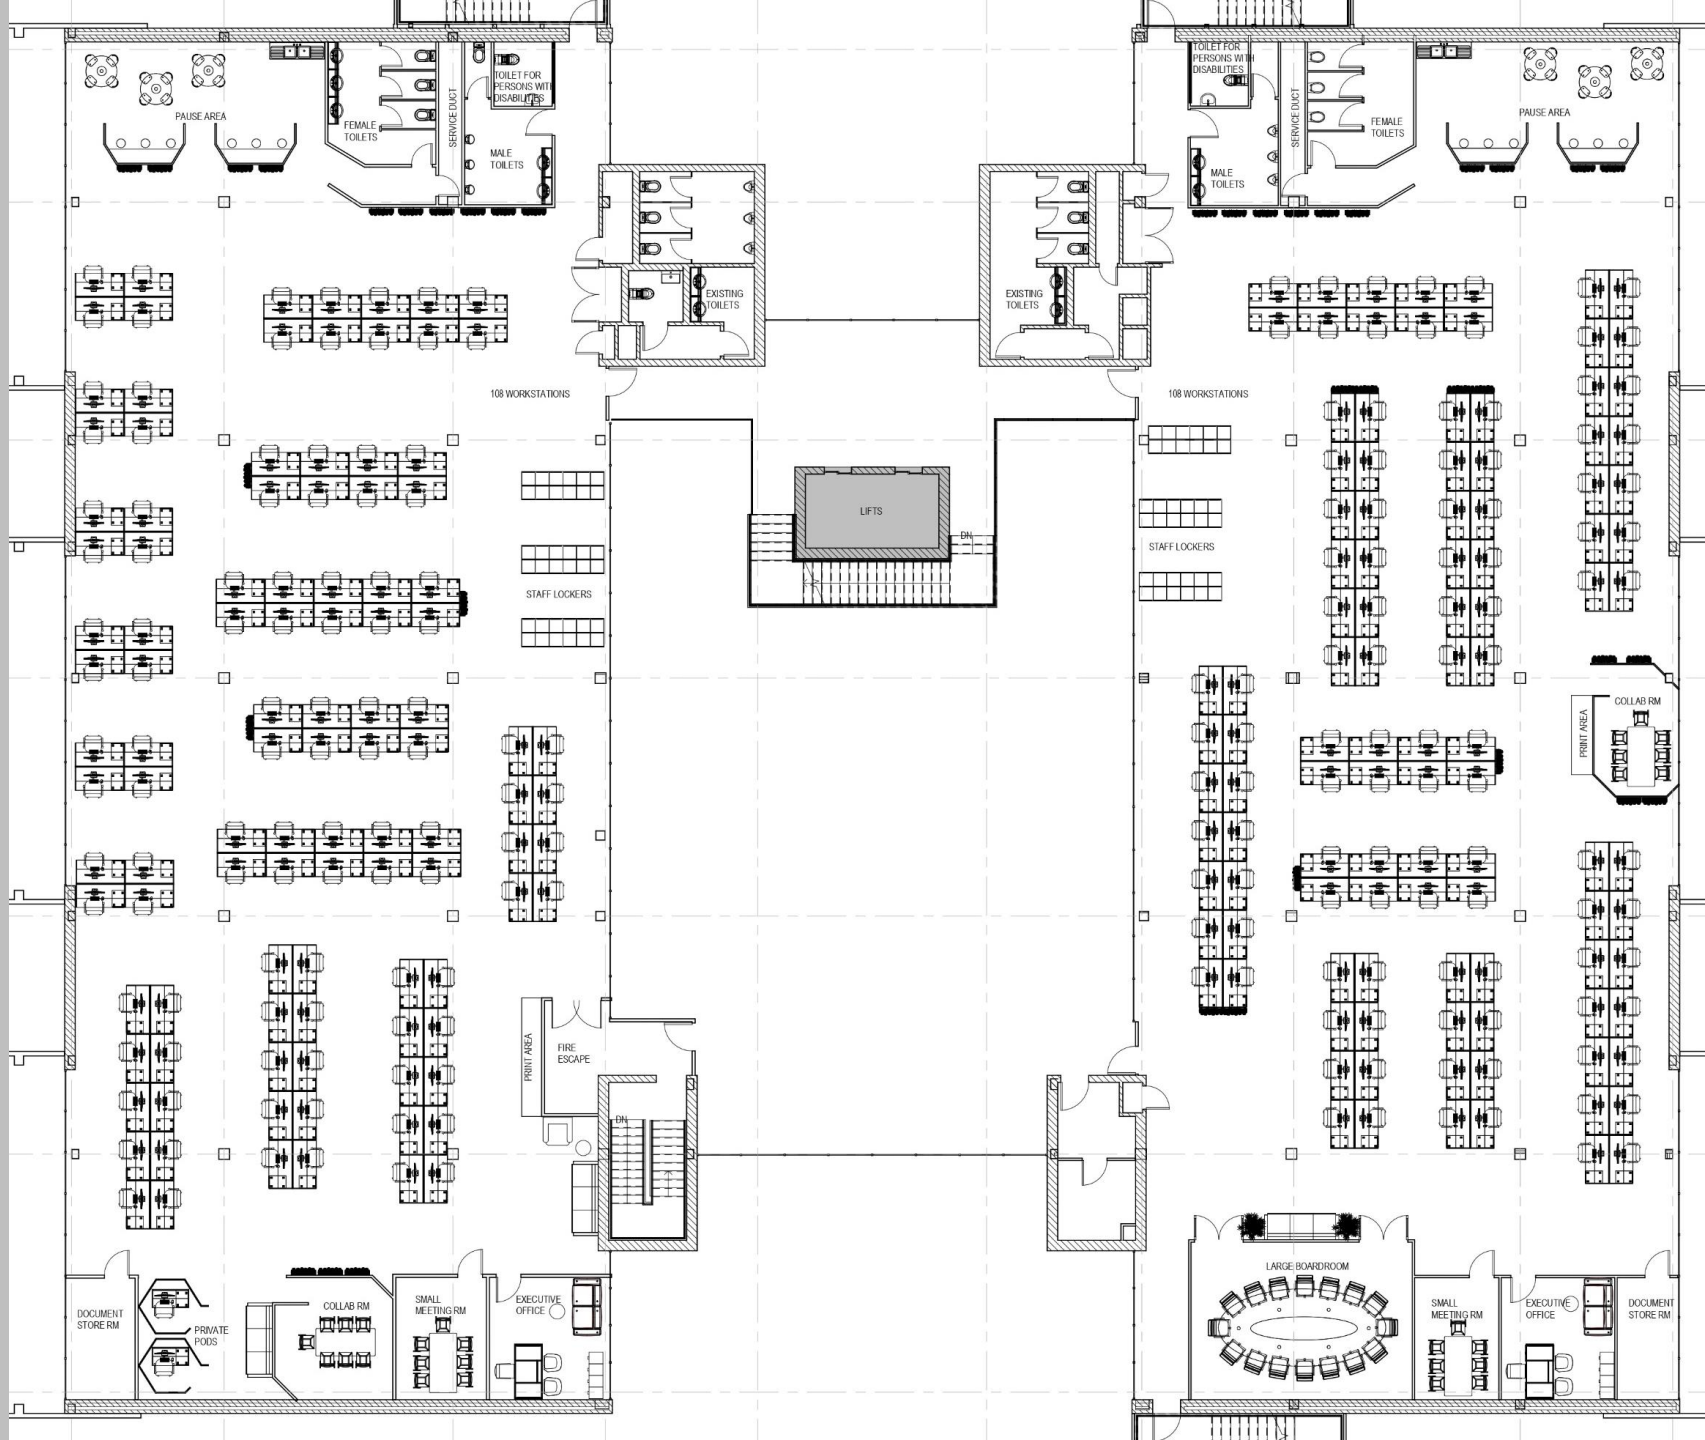 TOILET FOR
PERSONS WITH
DISABILITIES
TOILET FOR
PERSONS WITH
DISABILITIES
PAUSE AREA
FEMALE
TOILETS
SERVICE DUCT
MALE
TOILETS
SERVICE DUCT
FEMALE
TOILETS
PAUSE AREA
MALE
TOILETS
EXISTING
TOILETS
EXISTING
TOILETS
108 WORKSTATIONS
108 WORKSTATIONS
LIFTS
DN
STAFF LOCKERS
STAFF LOCKERS
COLLAB RM
PRINT AREA
PRINT AREA
FIRE
ESCAPE
DN
LARGE BOARDROOM
DOCUMENT
STORE RM
PRIVATE
PODS
COLLAB RM
SMALL
MEETING RM
EXECUTIVE
OFFICE
SMALL
MEETING RM
EXECUTIVE
OFFICE
DOCUMENT
STORE RM